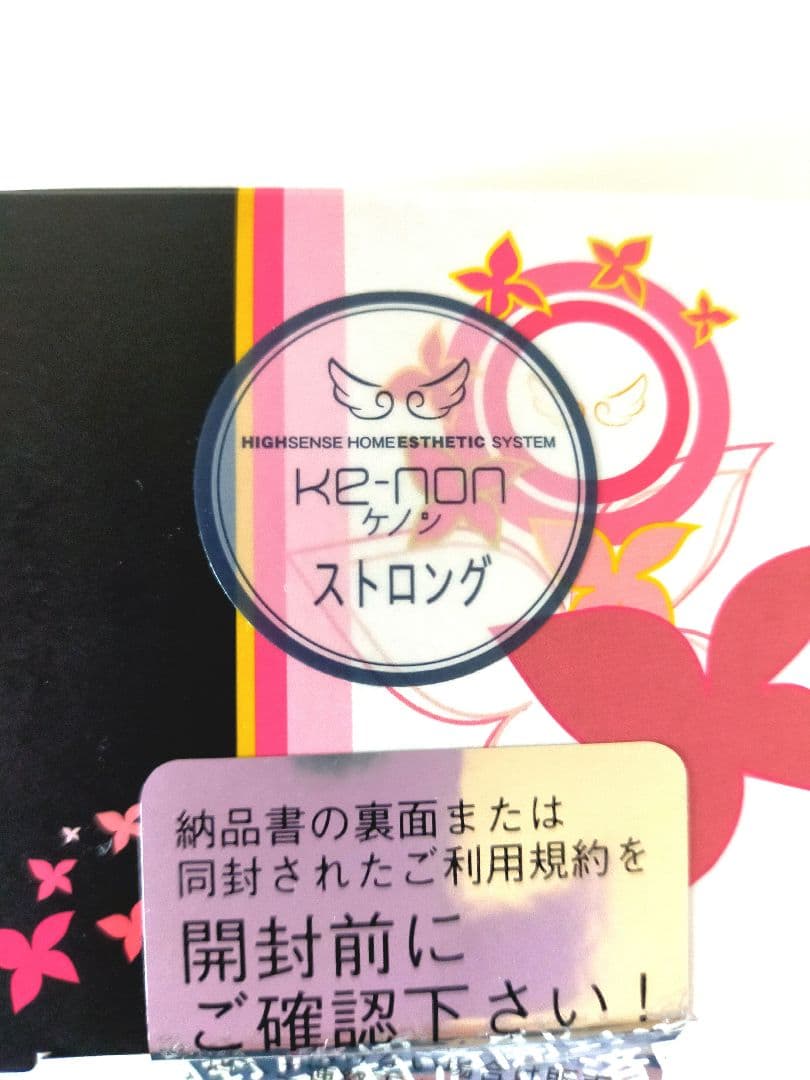 HIGHSENSE HOME ESTHETIC SYSTEM
Ke-non
ケノン
ストロング
納品書の裏面または
同封されたご利用規約を
開封前に
ご確認下さい！